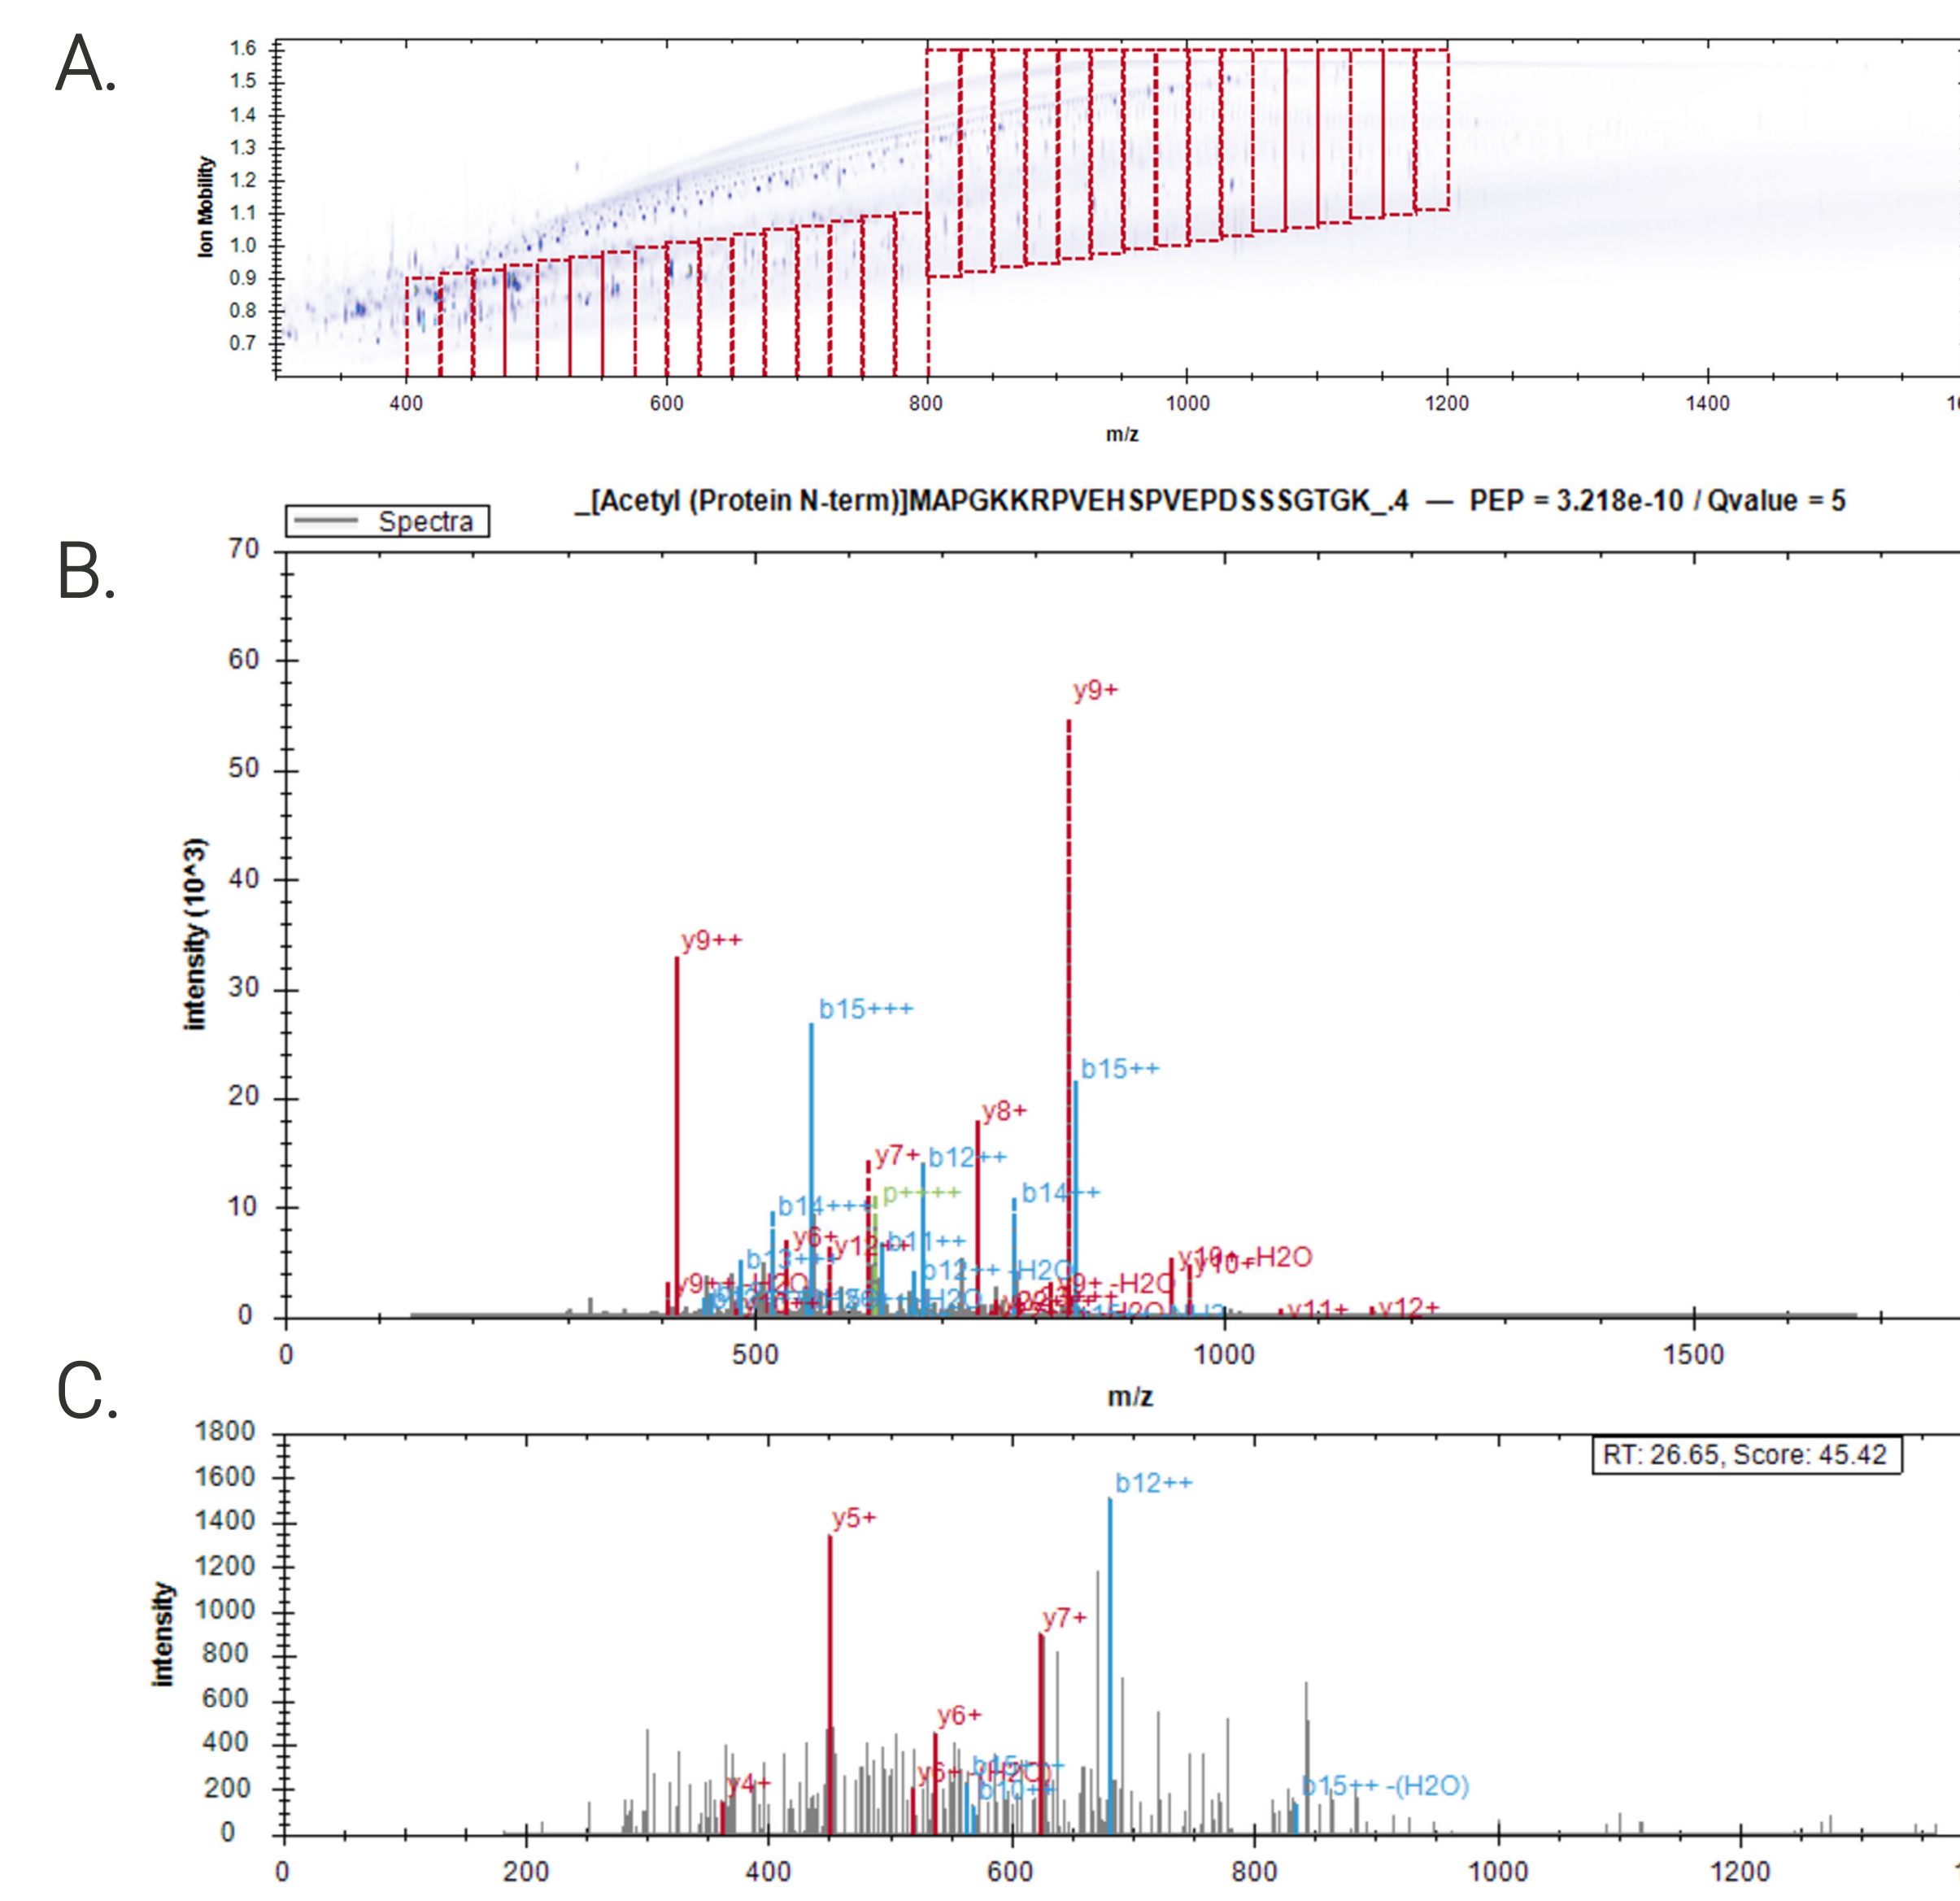 A.
1.6
1.5
1.4
1.3
1.2
1.1
1.0
0.9
0.8
0.7
Ion Mobility
400 600 800 1000 1200 1400
m/z
_[Acetyl (Protein N-term)]MAPGKKRPVEHSPVEPDSSSGTGK_.4 — PEP = 3.218e-10 / Qvalue = 5
Spectra
B.
70
60
50
40
30
20
10
0
intensity (10^3)
y9+
y9++
b15+++
b15++
y8+
y7+
b12++
p++++
b14++
b14+++
y6+
y12++
b11++
b13+++
b12++ -H2O
y10+ -H2O
y10+
y9++ -H2O
y9+ -H2O
y11+
y12+
0 500 1000 1500
m/z
C.
1800
1600
1400
1200
1000
800
600
400
200
0
intensity
RT: 26.65, Score: 45.42
b12++
y5+
y7+
y6+
y4+
y6+ -(H2O)
b10++
b15++ -(H2O)
0 200 400 600 800 1000 1200